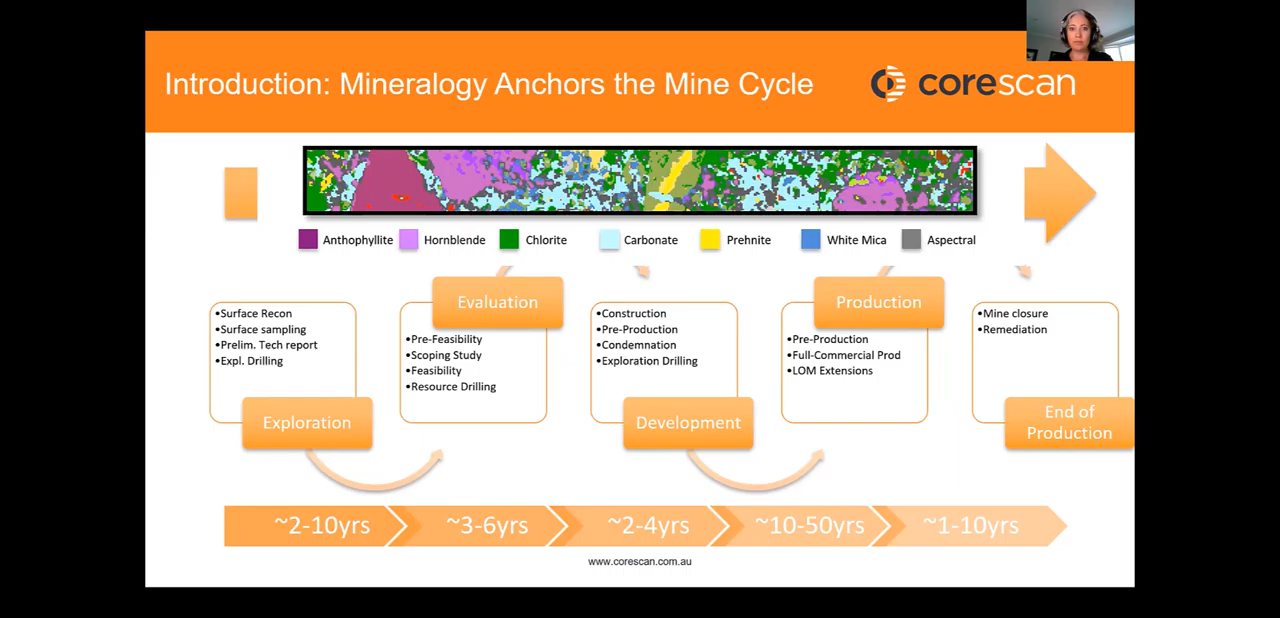 Introduction: Mineralogy Anchors the Mine Cycle
corescan
Anthophyllite
Hornblende
Chlorite
Carbonate
Prehnite
White Mica
Aspectral
•Surface Recon
•Surface sampling
•Prelim. Tech report
•Expl. Drilling
Exploration
Evaluation
•Pre-Feasibility
•Scoping Study
•Feasibility
•Resource Drilling
•Construction
•Pre-Production
•Condemnation
•Exploration Drilling
Development
Production
•Pre-Production
•Full-Commercial Prod
•LOM Extensions
•Mine closure
•Remediation
End of
Production
~2-10yrs
~3-6yrs
~2-4yrs
~10-50yrs
~1-10yrs
www.corescan.com.au